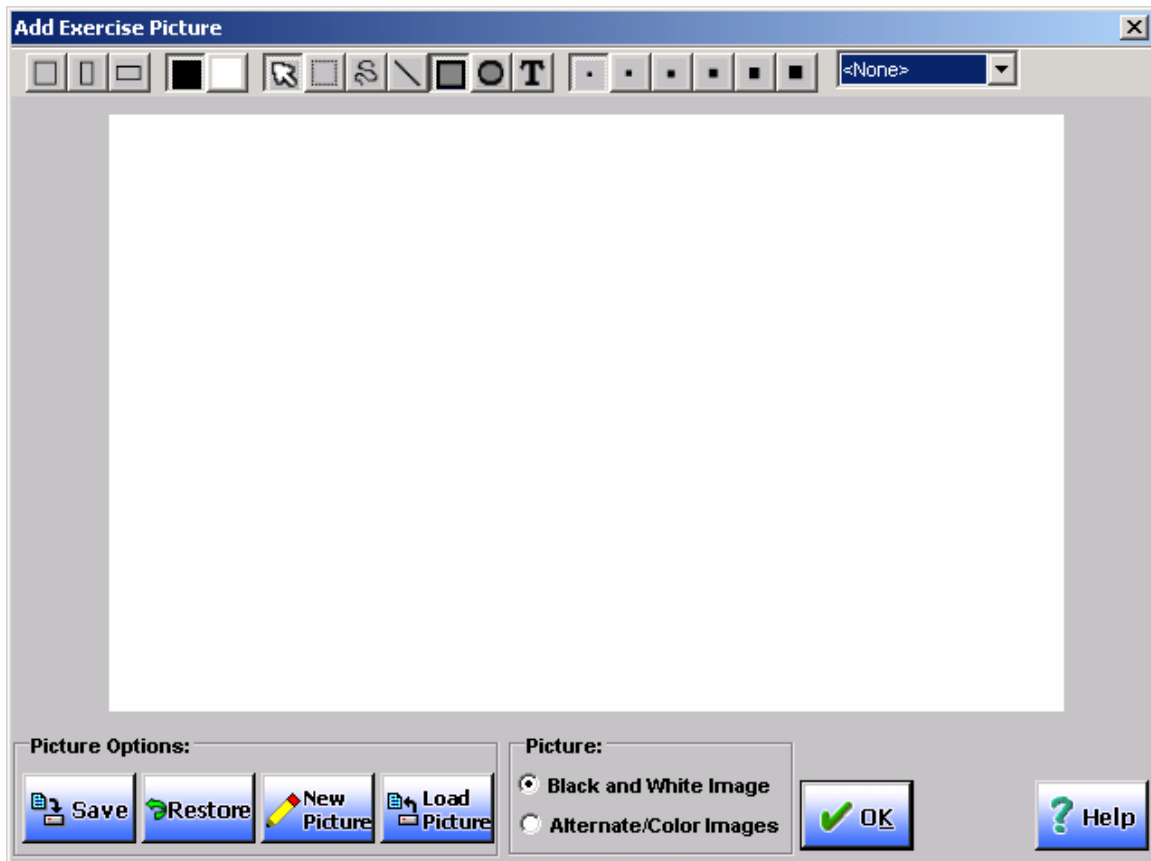 Add Exercise Picture
T
<None>
Picture Options:
Save
Restore
New
Picture
Load
Picture
Picture:
Black and White Image
Alternate/Color Images
OK
Help